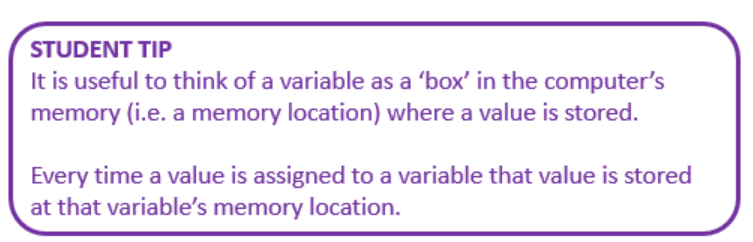 STUDENT TIP
It is useful to think of a variable as a ‘box’ in the computer’s
memory (i.e. a memory location) where a value is stored.
Every time a value is assigned to a variable that value is stored
at that variable’s memory location.